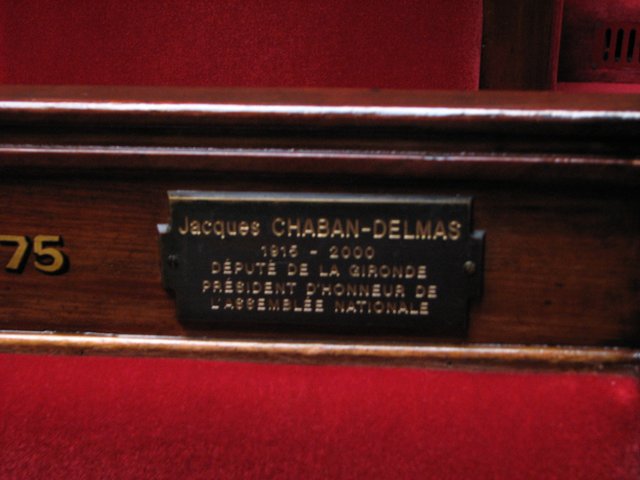 Jacques CHABAN-DELMAS
1915 - 2000
DÉPUTÉ DE LA GIRONDE
PRÉSIDENT D'HONNEUR DE
L'ASSEMBLÉE NATIONALE
75